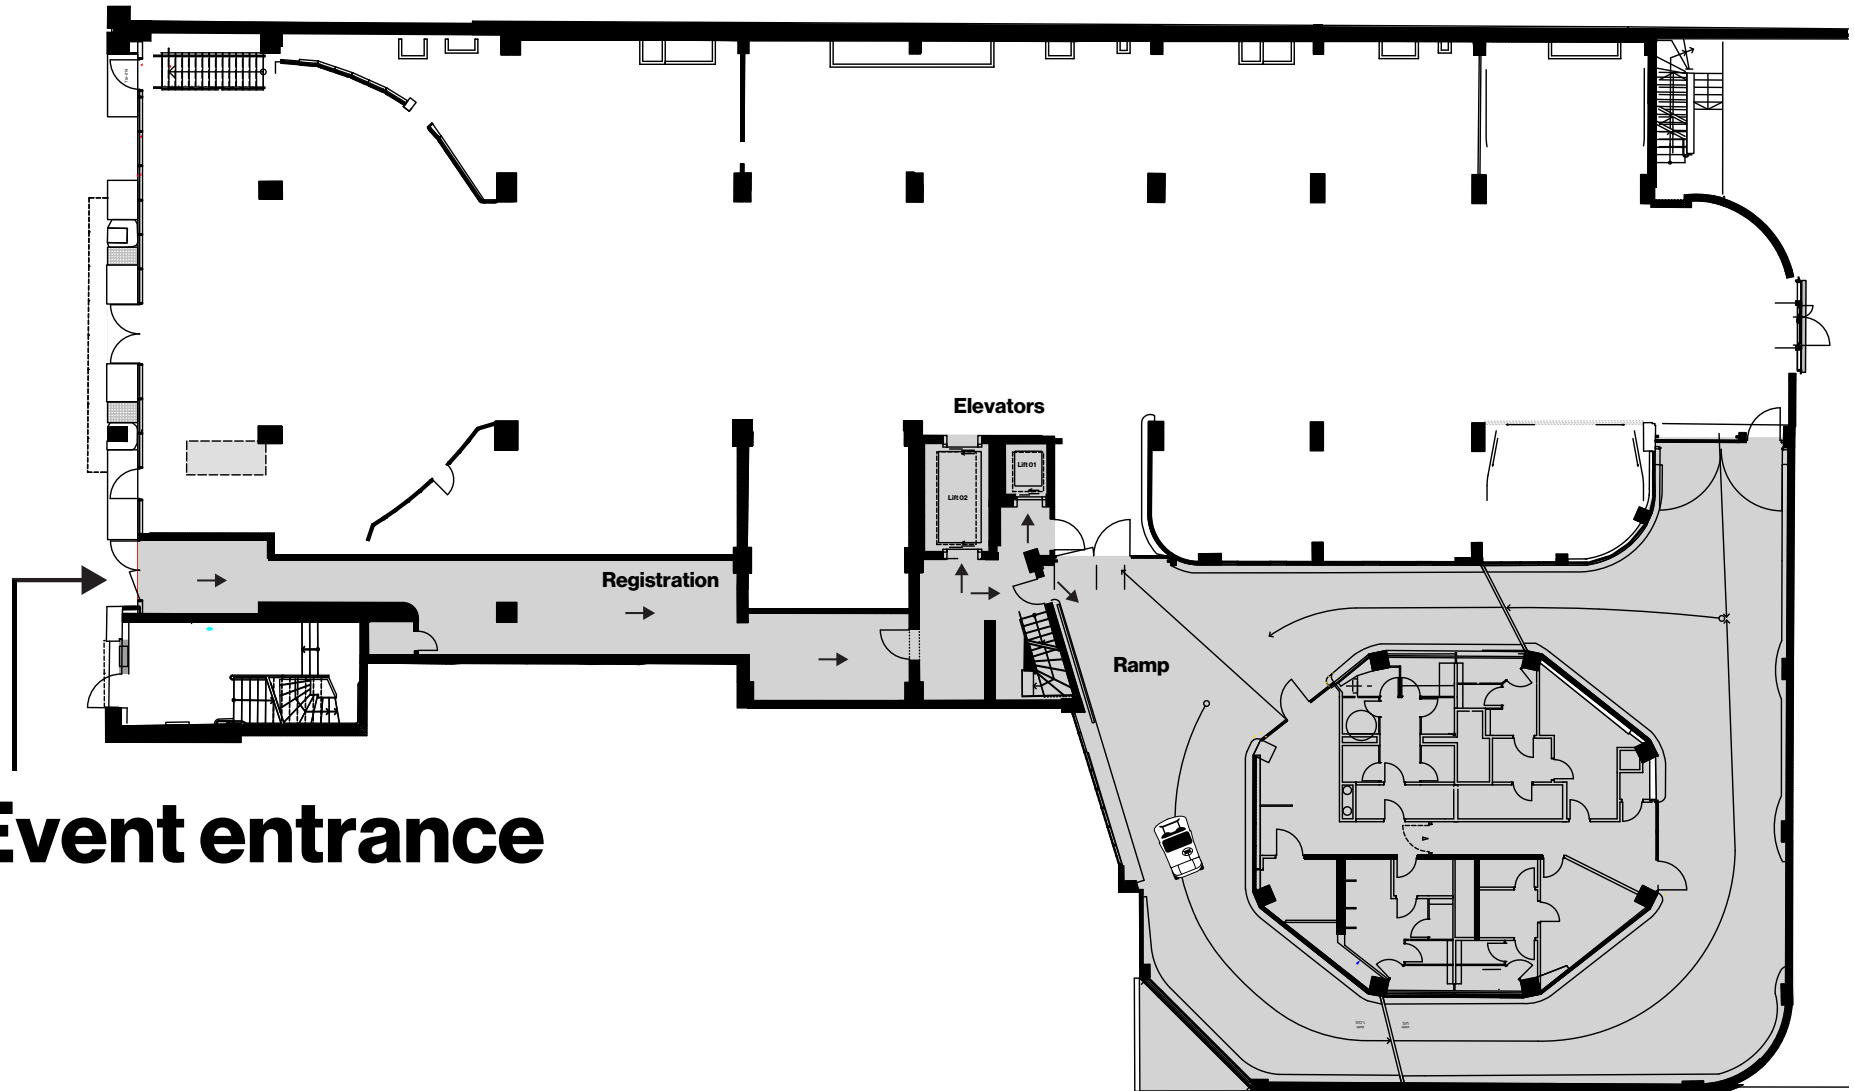 Elevators
Lift 01
Lift 02
Registration
Ramp
Event entrance